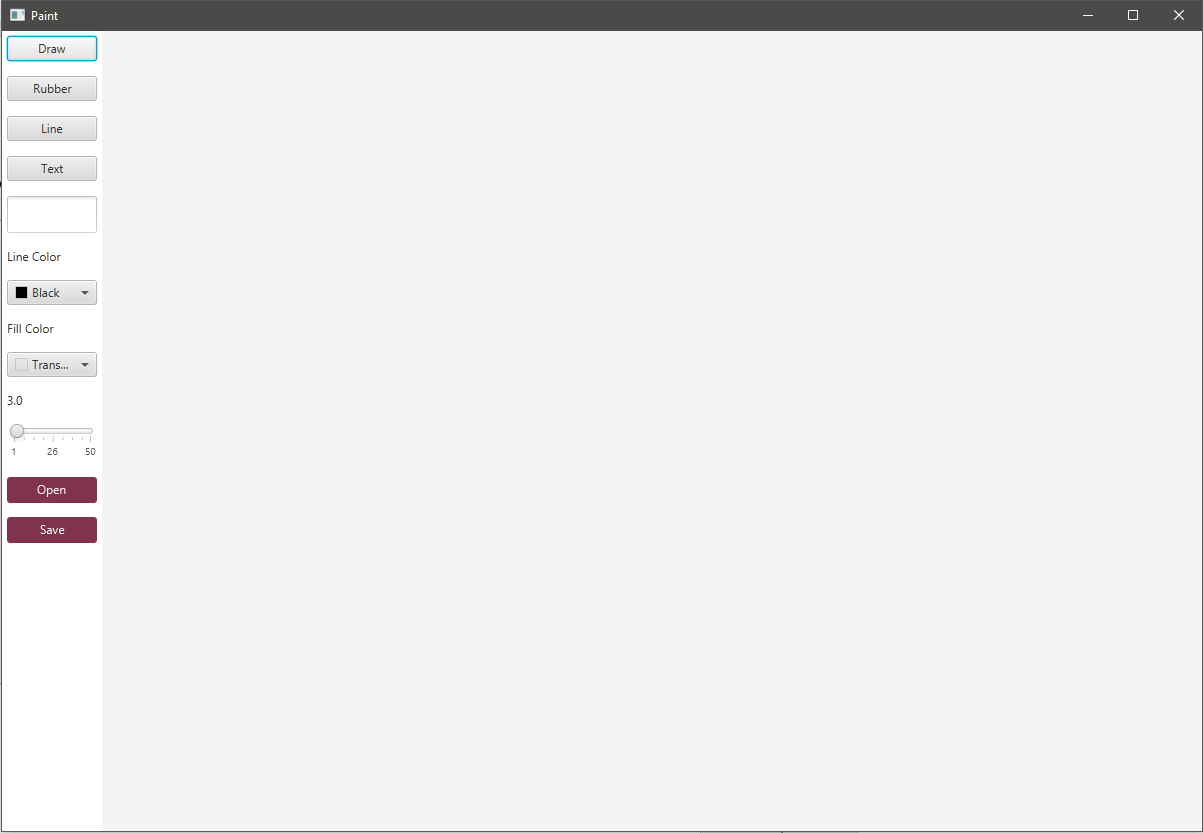 Paint
Draw
Rubber
Line
Text
Line Color
Black
Fill Color
Trans...
3.0
1 26 50
Open
Save